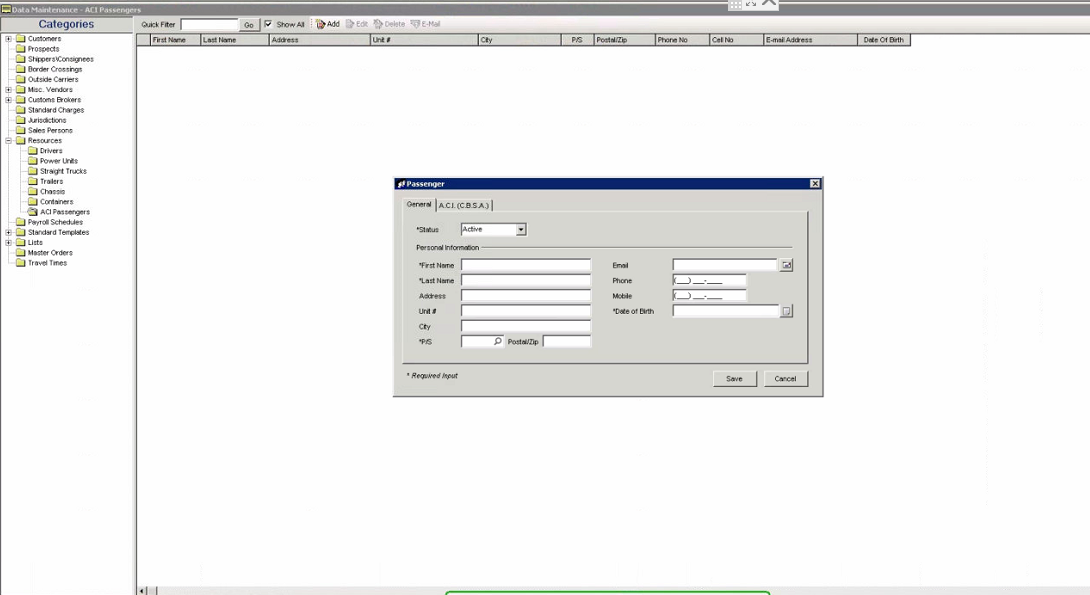 Data Maintenance - ACI Passengers
Categories
Quick Filter Go Show All Add Edit Delete E-Mail
Customers
Prospects
Shippers\Consignees
Border Crossings
Outside Carriers
Misc. Vendors
Customs Brokers
Standard Charges
Jurisdictions
Sales Persons
Resources
Drivers
Power Units
Straight Trucks
Trailers
Chassis
Containers
ACI Passengers
Payroll Schedules
Standard Templates
Lists
Master Orders
Travel Times
First Name Last Name Address Unit # City P/S Postal/Zip Phone No Cell No E-mail Address Date Of Birth
Passenger
General A.C.I. (C.B.S.A.)
*Status Active
Personal Information
*First Name Email
*Last Name Phone (___) ___-____
Address Mobile (___) ___-____
Unit # *Date of Birth
City
*P/S Postal/Zip
* Required Input Save Cancel